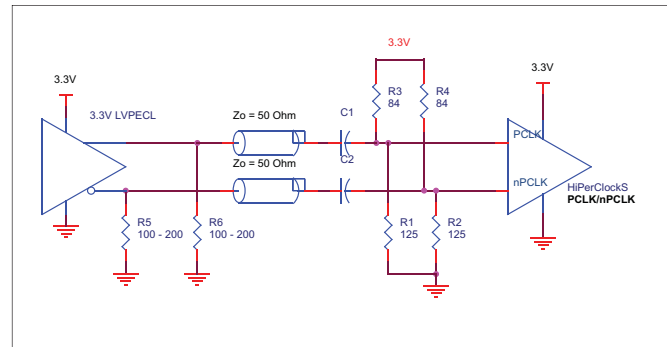 3.3V
3.3V
3.3V
3.3V LVPECL
R3
84
R4
84
Zo = 50 Ohm
C1
Zo = 50 Ohm
C2
PCLK
nPCLK
HiPerClockS
PCLK/nPCLK
R5
100 - 200
R6
100 - 200
R1
125
R2
125